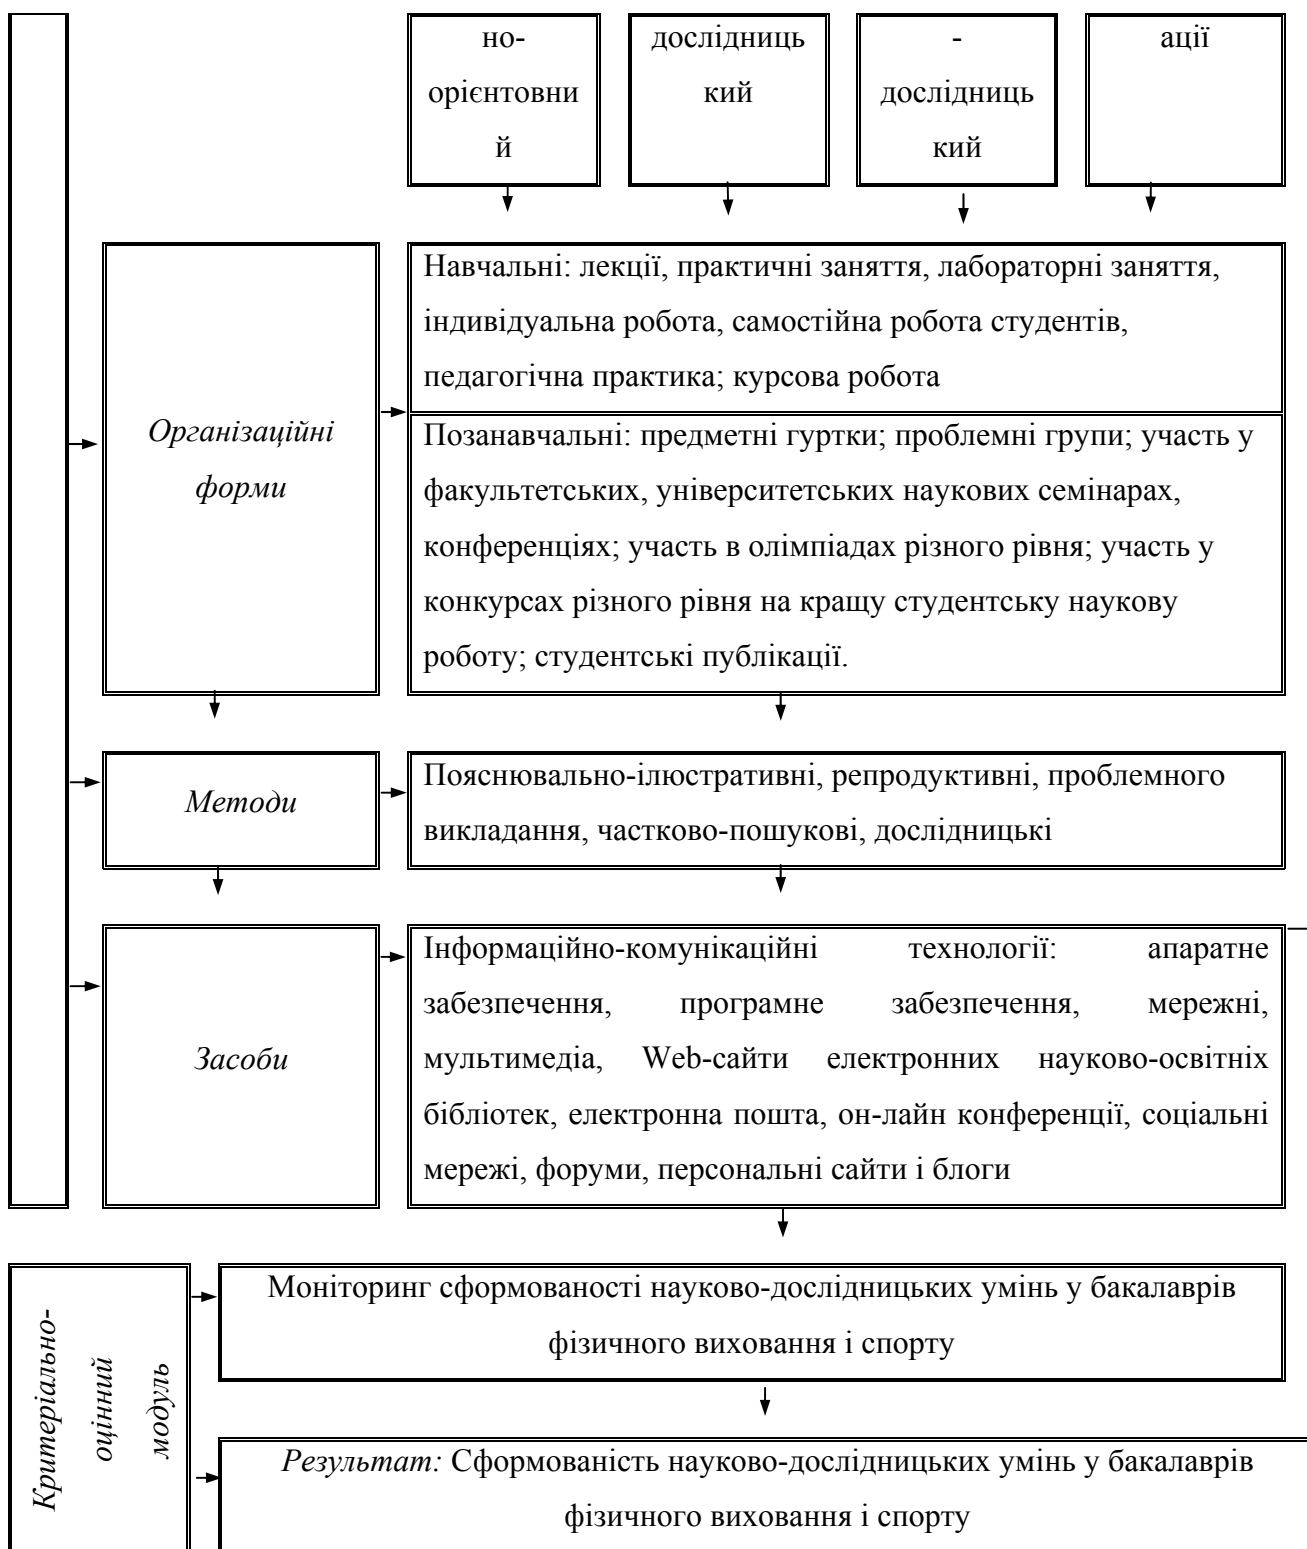 но-
орієнтовни
й
дослідниць
кий
-
дослідниць
кий
ації
Організаційні
форми
Навчальні: лекції, практичні заняття, лабораторні заняття,
індивідуальна робота, самостійна робота студентів,
педагогічна практика; курсова робота
Позанавчальні: предметні гуртки; проблемні групи; участь у
факультетських, університетських наукових семінарах,
конференціях; участь в олімпіадах різного рівня; участь у
конкурсах різного рівня на кращу студентську наукову
роботу; студентські публікації.
Методи
Пояснювально-ілюстративні, репродуктивні, проблемного
викладання, частково-пошукові, дослідницькі
Засоби
Інформаційно-комунікаційні технології: апаратне
забезпечення, програмне забезпечення, мережні,
мультимедіа, Web-сайти електронних науково-освітніх
бібліотек, електронна пошта, он-лайн конференції, соціальні
мережі, форуми, персональні сайти і блоги
Критеріально-
оцінний
модуль
Моніторинг сформованості науково-дослідницьких умінь у бакалаврів
фізичного виховання і спорту
Результат: Сформованість науково-дослідницьких умінь у бакалаврів
фізичного виховання і спорту